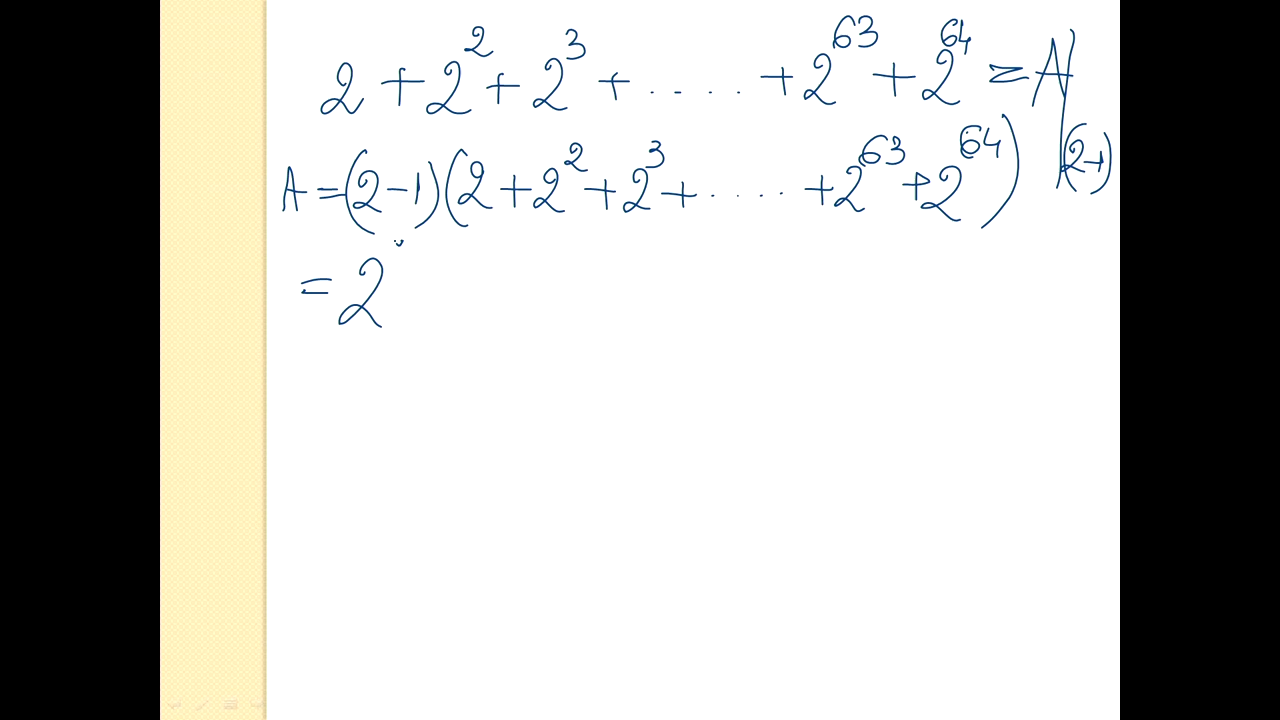 2 + 2² + 2³ + .... + 2⁶³ + 2⁶⁴ = A | (2-1)
A = (2-1)(2 + 2² + 2³ + ..... + 2⁶³ + 2⁶⁴)
= 2